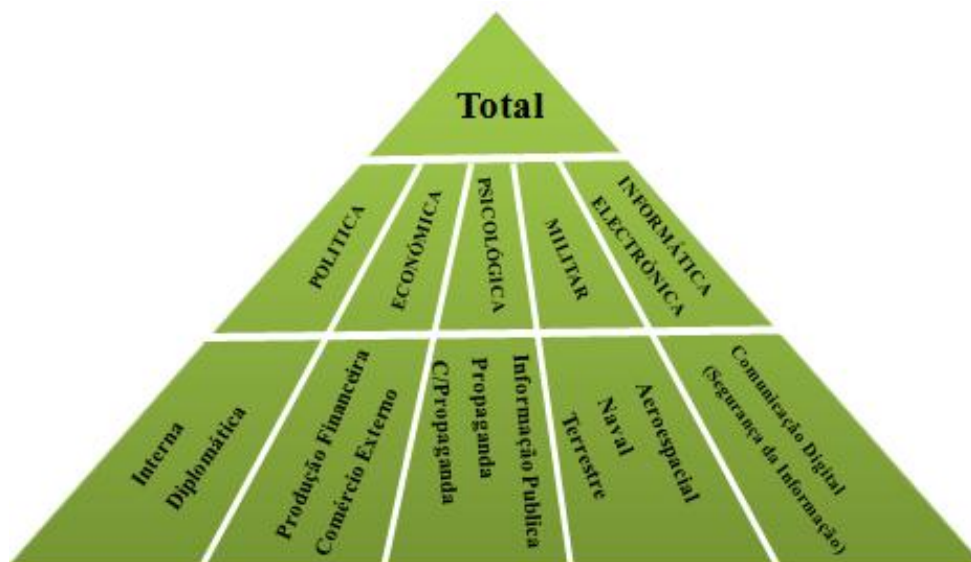 Total
POLITICA
ECONÓMICA
PSICOLÓGICA
MILITAR
INFORMÁTICA
ELECTRÒNICA
Interna
Diplomática
Produção Financeira
Comércio Externo
Informação Publica
Propaganda
C/Propaganda
Aeroespacial
Naval
Terrestre
Comunicação Digital
(Segurança da Informação)